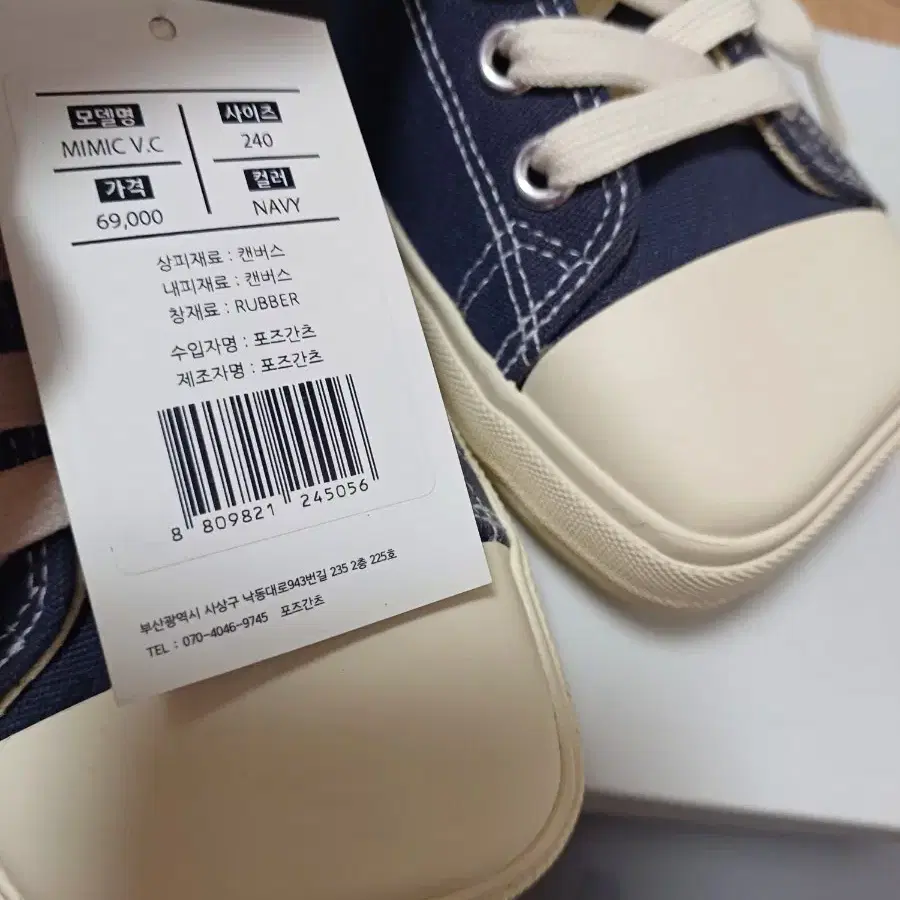 모델명 사이즈
MIMIC V.C 240
가격 컬러
69,000 NAVY
상피재료 : 캔버스
내피재료 : 캔버스
창재료 : RUBBER
수입자명 : 포즈간츠
제조자명 : 포즈간츠
8 809821 245056
부산광역시 사상구 낙동대로943번길 235 2층 225호
TEL : 070-4046-9745 포즈간츠